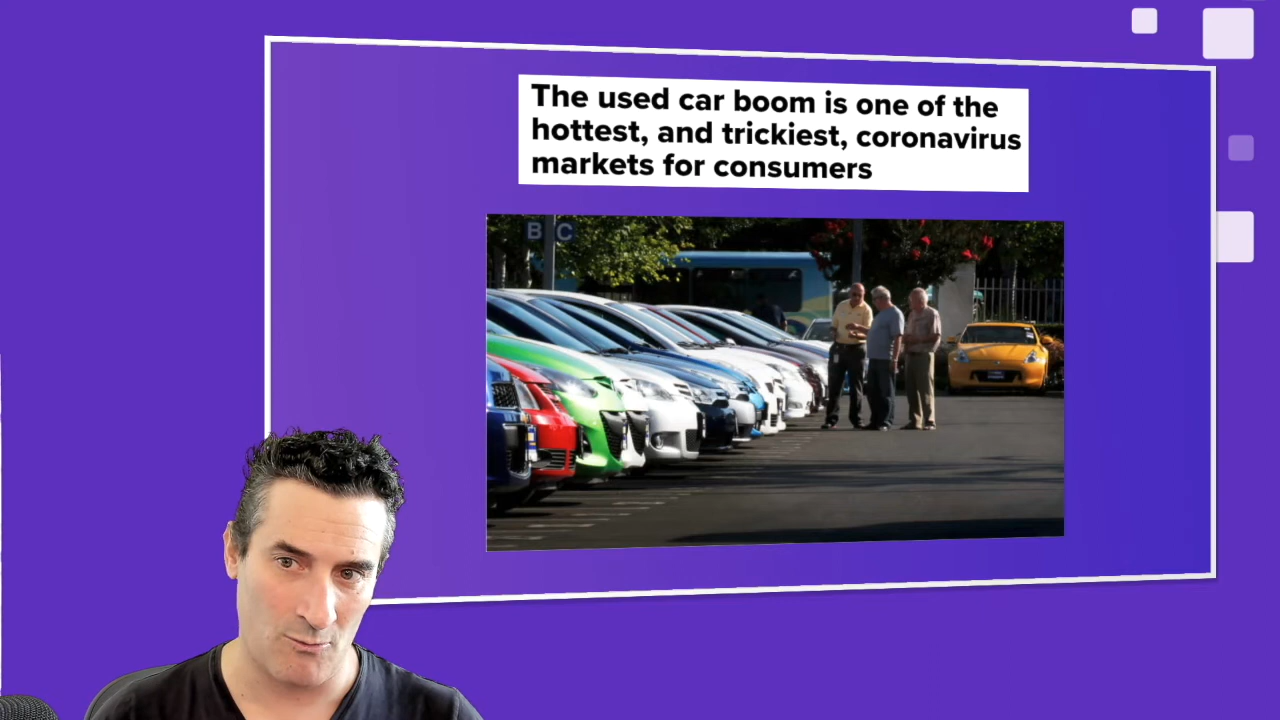 The used car boom is one of the
hottest, and trickiest, coronavirus
markets for consumers
B C